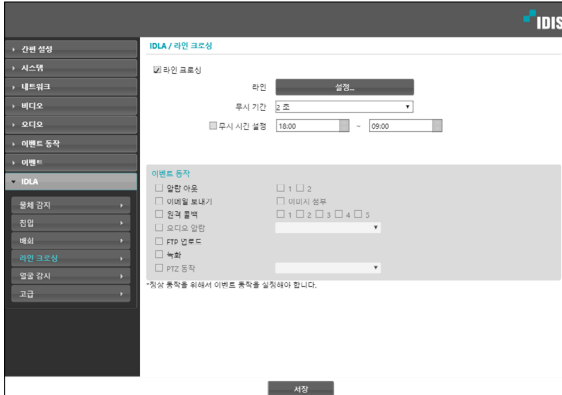 IDIS
간편 설정
시스템
네트워크
비디오
오디오
이벤트 동작
이벤트
IDLA
물체 감지
진입
배회
라인 크로싱
얼굴 감지
고급
IDLA / 라인 크로싱
라인 크로싱
라인 설정...
무시 기간 2 초
무시 시간 설정 18:00 ~ 09:00
이벤트 동작
알람 아웃 1 2
이메일 보내기 이미지 첨부
원격 콜백 1 2 3 4 5
오디오 알람
FTP 업로드
녹화
PTZ 동작
*정상 동작을 위해서 이벤트 동작을 설정해야 합니다.
저장